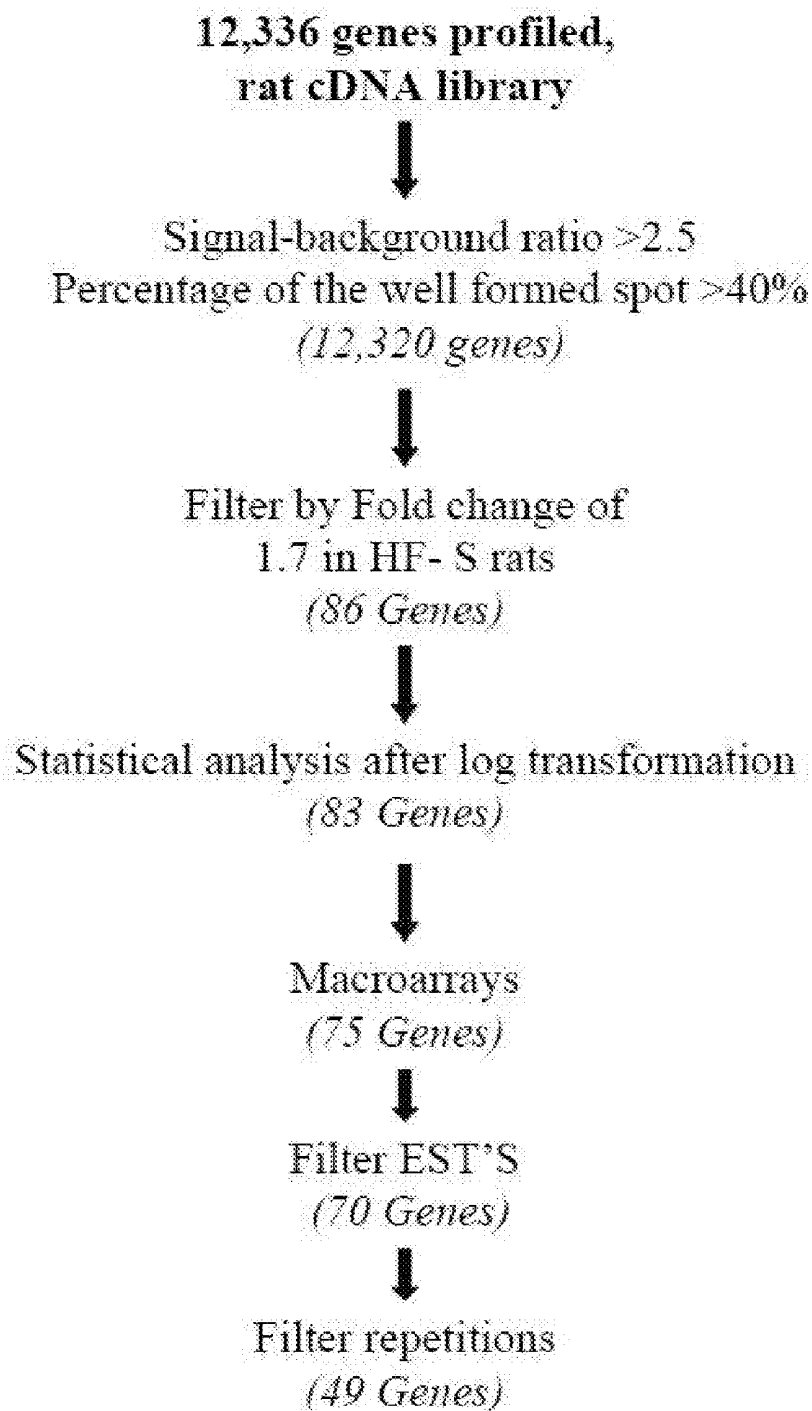 12,336 genes profiled,
rat cDNA library
Signal-background ratio >2.5
Percentage of the well formed spot >40%
(12,320 genes)
Filter by Fold change of
1.7 in HF- S rats
(86 Genes)
Statistical analysis after log transformation
(83 Genes)
Macroarrays
(75 Genes)
Filter EST'S
(70 Genes)
Filter repetitions
(49 Genes)